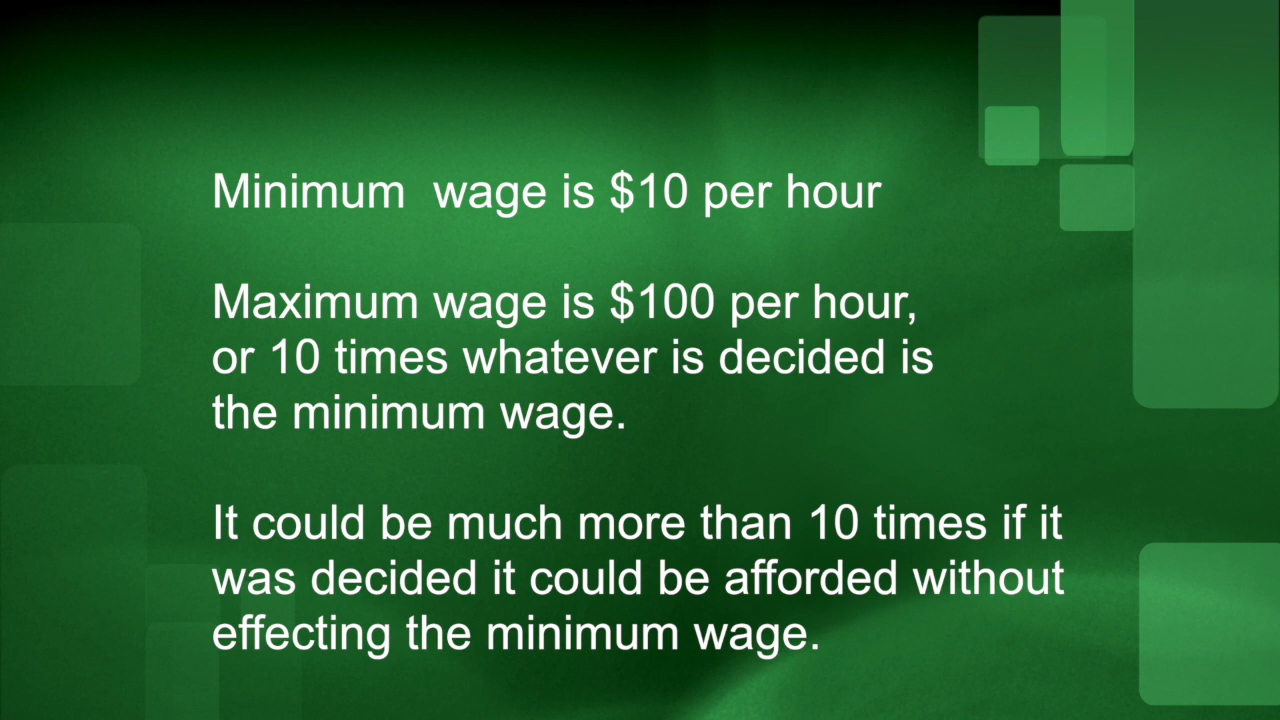 Minimum  wage is $10 per hour
Maximum wage is $100 per hour,
or 10 times whatever is decided is
the minimum wage.
It could be much more than 10 times if it
was decided it could be afforded without
effecting the minimum wage.